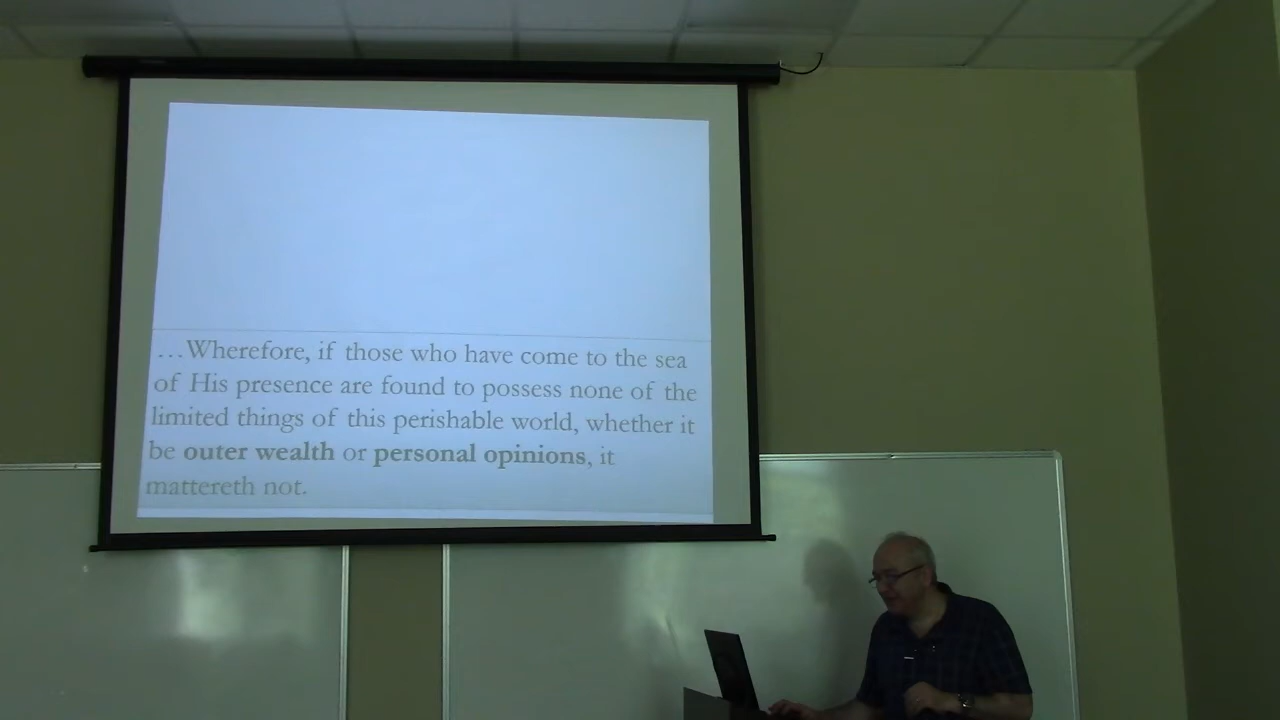 …Wherefore, if those who have come to the sea
of His presence are found to possess none of the
limited things of this perishable world, whether it
be outer wealth or personal opinions, it
mattereth not.